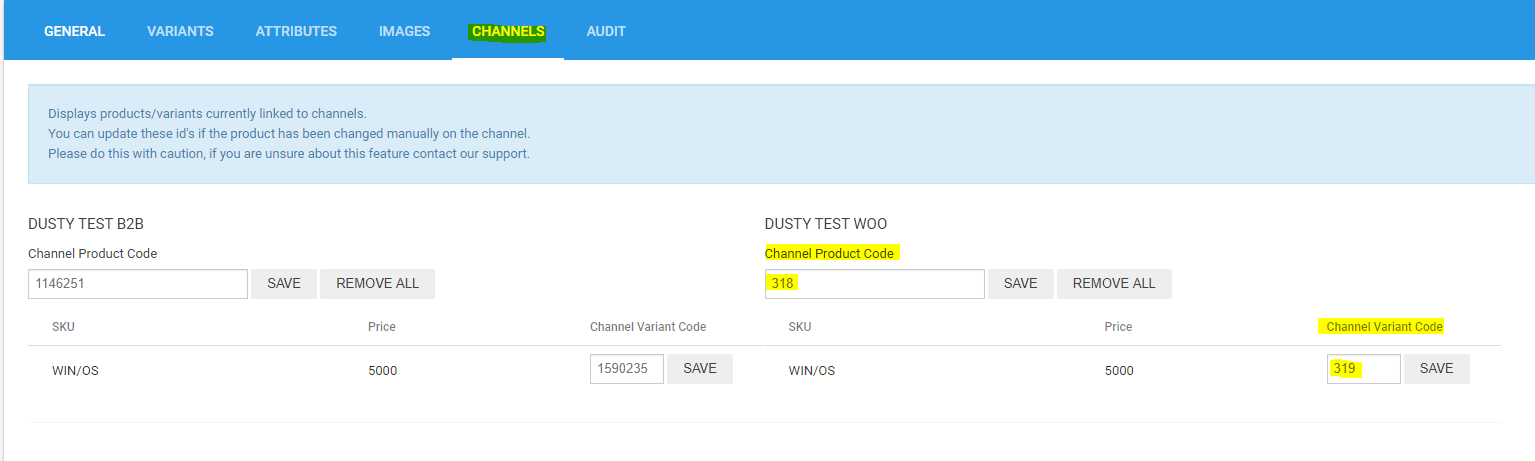 GENERAL VARIANTS ATTRIBUTES IMAGES CHANNELS AUDIT
Displays products/variants currently linked to channels.
You can update these id's if the product has been changed manually on the channel.
Please do this with caution, if you are unsure about this feature contact our support.
DUSTY TEST B2B
Channel Product Code
1146251 SAVE REMOVE ALL
SKU Price Channel Variant Code
WIN/OS 5000 1590235 SAVE
DUSTY TEST WOO
Channel Product Code
318 SAVE REMOVE ALL
SKU Price Channel Variant Code
WIN/OS 5000 319 SAVE